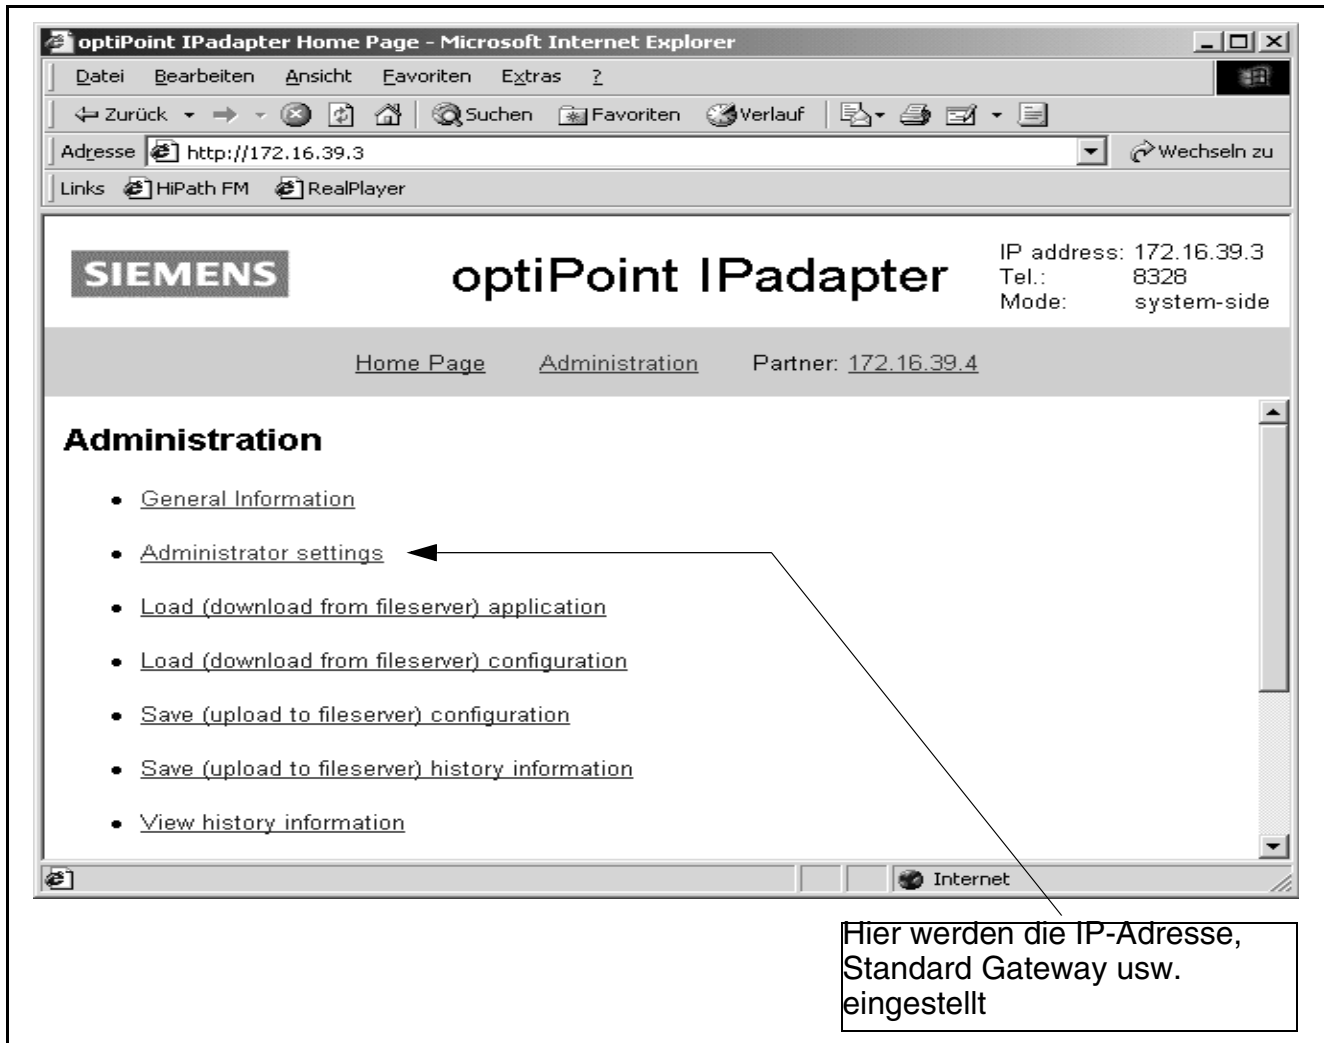 optiPoint IPadapter Home Page - Microsoft Internet Explorer
Datei Bearbeiten Ansicht Favoriten Extras ?
Zurück Suchen Favoriten Verlauf
Adresse http://172.16.39.3 Wechseln zu
Links HiPath FM RealPlayer
SIEMENS
optiPoint IPadapter
IP address: 172.16.39.3
Tel.: 8328
Mode: system-side
Home Page Administration Partner: 172.16.39.4
Administration
• General Information
• Administrator settings
• Load (download from fileserver) application
• Load (download from fileserver) configuration
• Save (upload to fileserver) configuration
• Save (upload to fileserver) history information
• View history information
Internet
Hier werden die IP-Adresse,
Standard Gateway usw.
eingestellt